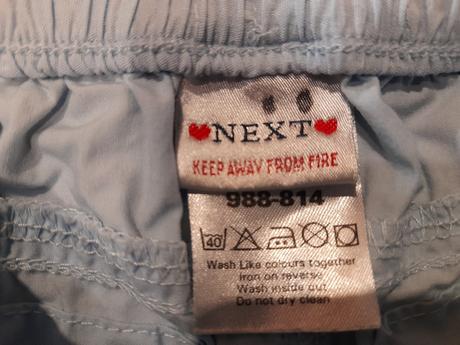 NEXT
KEEP AWAY FROM FIRE
988-814
40
Wash Like colours together
Iron on reverse
Wash inside out
Do not dry clean